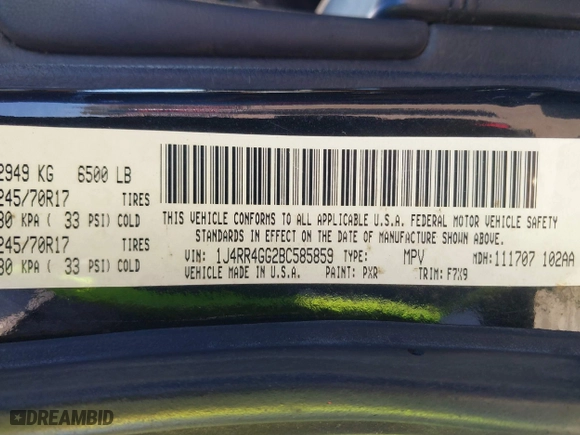 2949 KG 6500 LB
245/70R17 TIRES
30 KPA ( 33 PSI) COLD
245/70R17 TIRES
30 KPA ( 33 PSI) COLD
THIS VEHICLE CONFORMS TO ALL APPLICABLE U.S.A. FEDERAL MOTOR VEHICLE SAFETY
STANDARDS IN EFFECT ON THE DATE OF MANUFACTURE SHOWN ABOVE.
VIN: 1J4RR4GG2BC585859 TYPE: MPV MDH: 111707 102AA
VEHICLE MADE IN U.S.A. PAINT: PXR TRIM: F7X9
DREAMBID